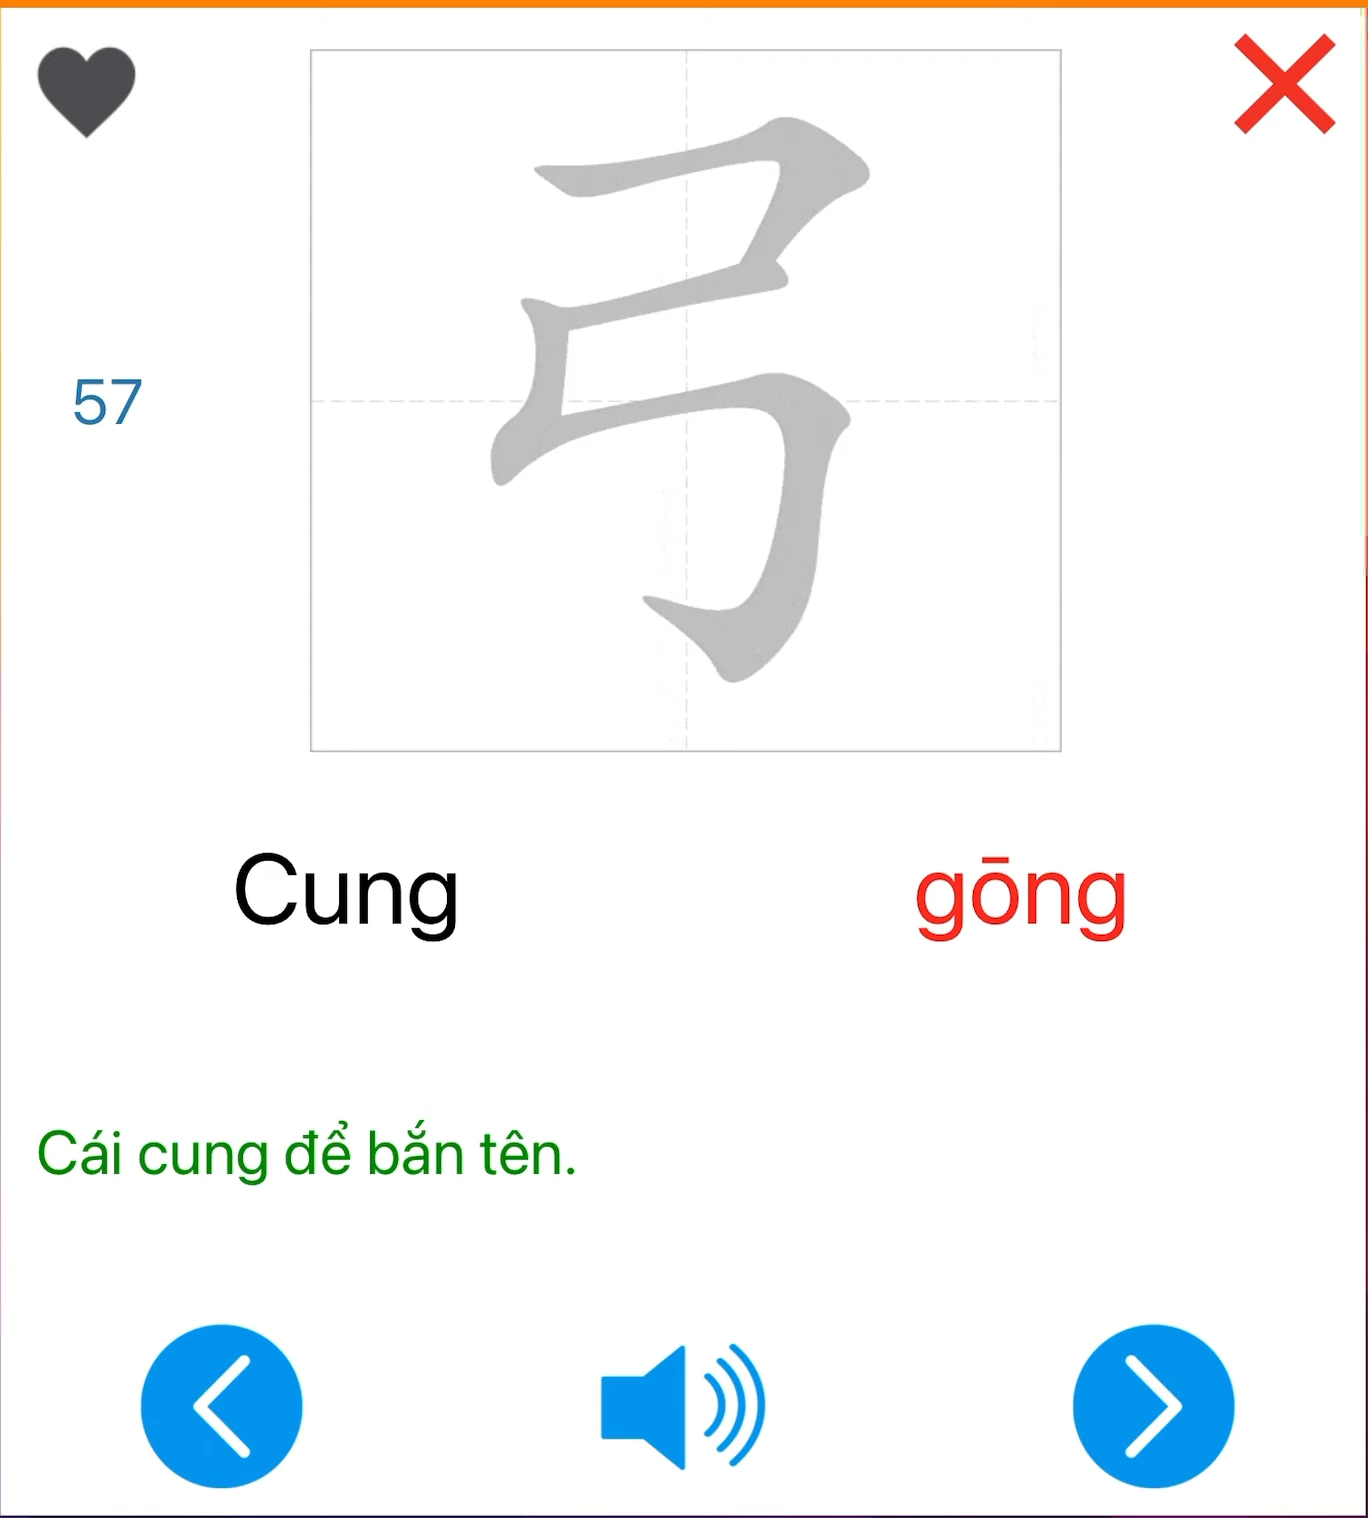 弓
57
Cung gōng
Cái cung để bắn tên.